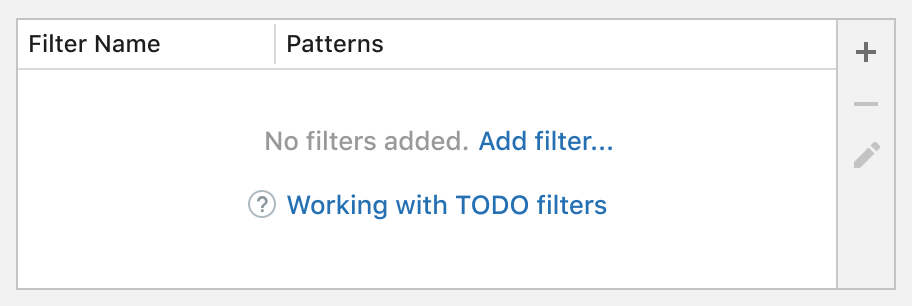 Filter Name Patterns
No filters added. Add filter...
? Working with TODO filters